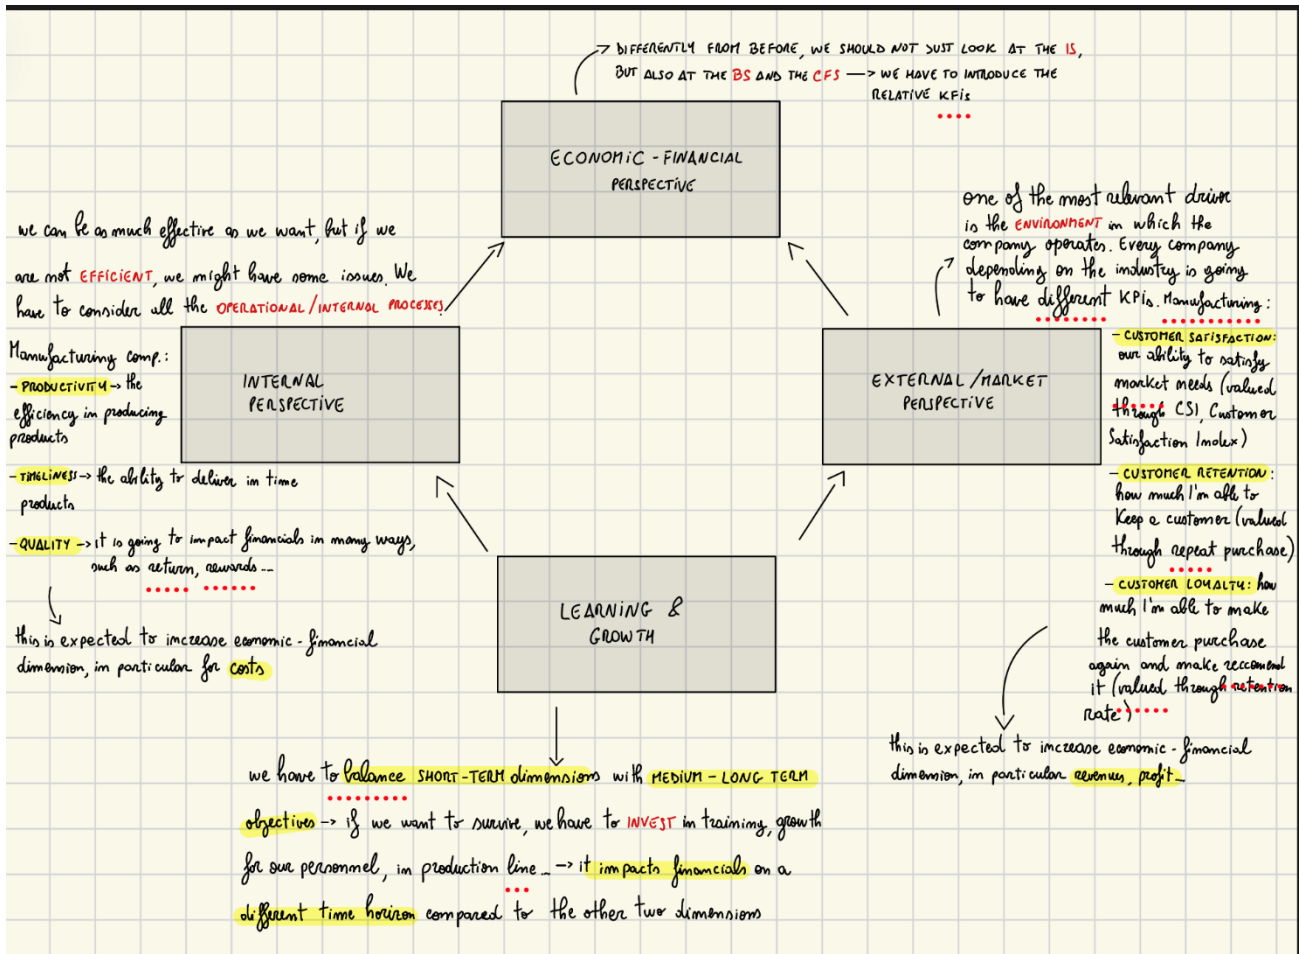 DIFFERENTLY FROM BEFORE, WE SHOULD NOT JUST LOOK AT THE IS,
BUT ALSO AT THE BS AND THE CFS → WE HAVE TO INTRODUCE THE
RELATIVE KFiS
ECONOMIC - FINANCIAL
PERSPECTIVE
we can be as much effective as we want, but if we
are not EFFICIENT, we might have some issues. We
have to consider all the OPERATIONAL/INTERNAL PROCESSES.
Manufacturing comp.:
- PRODUCTIVITY → the
efficiency in producing
products
- TIMELINESS → the ability to deliver in time
products
- QUALITY → it is going to impact financials in many ways,
such as return, rewards...
this is expected to increase economic - financial
dimension, in particular for costs
INTERNAL
PERSPECTIVE
one of the most relevant driver
is the ENVIRONMENT in which the
company operates. Every company
depending on the industry is going
to have different KPis. Manufacturing:
- CUSTOMER SATISFACTION:
our ability to satisfy
market needs (valued
through CSI, Customer
Satisfaction Index)
- CUSTOMER RETENTION:
how much I'm able to
keep a customer (valued
through repeat purchase)
- CUSTOMER LOYALTY: how
much I'm able to make
the customer purchase
again and make reccomend
it (valued through retention
rate)
this is expected to increase economic - financial
dimension, in particular revenues, profit...
EXTERNAL/MARKET
PERSPECTIVE
LEARNING &
GROWTH
we have to balance SHORT-TERM dimensions with MEDIUM-LONG TERM
objectives → if we want to survive, we have to INVEST in training, growth
for our personnel, in production line... → it impacts financials on a
different time horizon compared to the other two dimensions